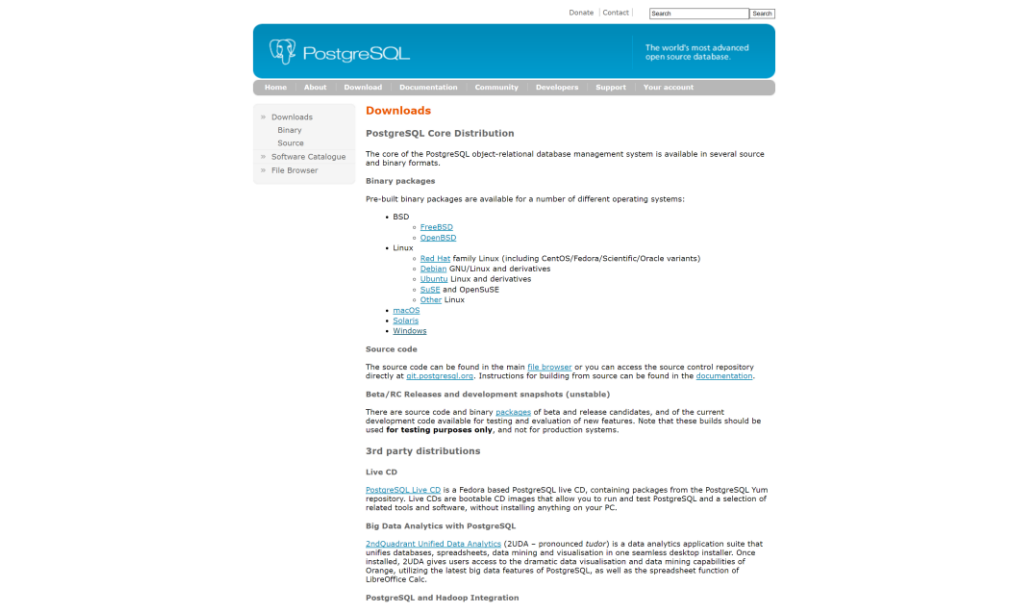 Donate | Contact | Search Search
PostgreSQL
The world's most advanced
open source database.
Home About Download Documentation Community Developers Support Your account
» Downloads
Binary
Source
» Software Catalogue
» File Browser
Downloads
PostgreSQL Core Distribution
The core of the PostgreSQL object-relational database management system is available in several source
and binary formats.
Binary packages
Pre-built binary packages are available for a number of different operating systems:
• BSD
FreeBSD
OpenBSD
• Linux
Red Hat family Linux (including CentOS/Fedora/Scientific/Oracle variants)
Debian GNU/Linux and derivatives
Ubuntu Linux and derivatives
SuSE and OpenSuSE
Other Linux
• macOS
• Solaris
• Windows
Source code
The source code can be found in the main file browser or you can access the source control repository
directly at git.postgresql.org. Instructions for building from source can be found in the documentation.
Beta/RC Releases and development snapshots (unstable)
There are source code and binary packages of beta and release candidates, and of the current
development code available for testing and evaluation of new features. Note that these builds should be
used for testing purposes only, and not for production systems.
3rd party distributions
Live CD
PostgreSQL Live CD is a Fedora based PostgreSQL live CD, containing packages from the PostgreSQL Yum
repository. Live CDs are bootable CD images that allow you to run and test PostgreSQL and a selection of
related tools and software, without installing anything on your PC.
Big Data Analytics with PostgreSQL
2ndQuadrant Unified Data Analytics (2UDA – pronounced tudor) is a data analytics application suite that
unifies databases, spreadsheets, data mining and visualisation in one seamless desktop installer. Once
installed, 2UDA gives users access to the dramatic data visualisation and data mining capabilities of
Orange, utilizing the latest big data features of PostgreSQL, as well as the spreadsheet function of
LibreOffice Calc.
PostgreSQL and Hadoop Integration